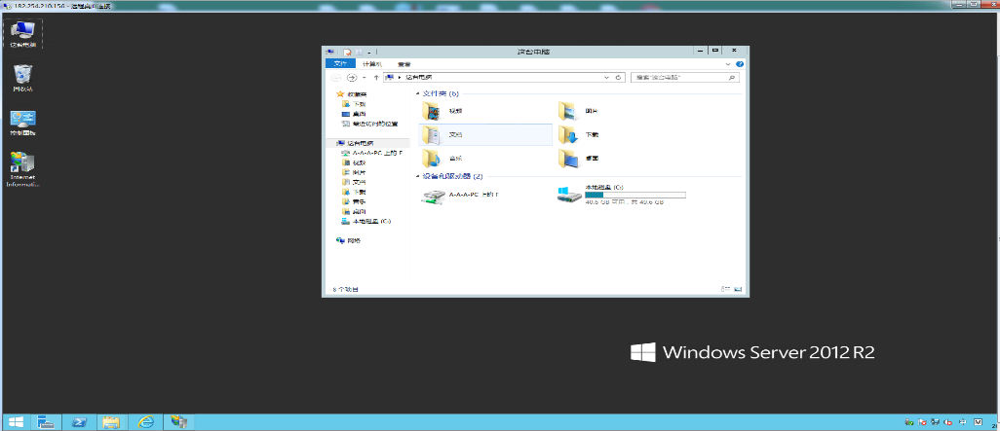 182.254.210.156 - 远程桌面连接
这台电脑
回收站
控制面板
Internet
Informati...
这台电脑
文件
计算机
查看
这台电脑
搜索"这台电脑"
收藏夹
下载
桌面
最近访问的位置
这台电脑
A-A-A-PC 上的 F
视频
图片
文档
下载
音乐
桌面
本地磁盘 (C:)
网络
文件夹 (6)
视频
图片
文档
下载
音乐
桌面
设备和驱动器 (2)
A-A-A-PC 上的 F
本地磁盘 (C:)
40.6 GB 可用，共 49.6 GB
8 个项目
Windows Server 2012 R2
M